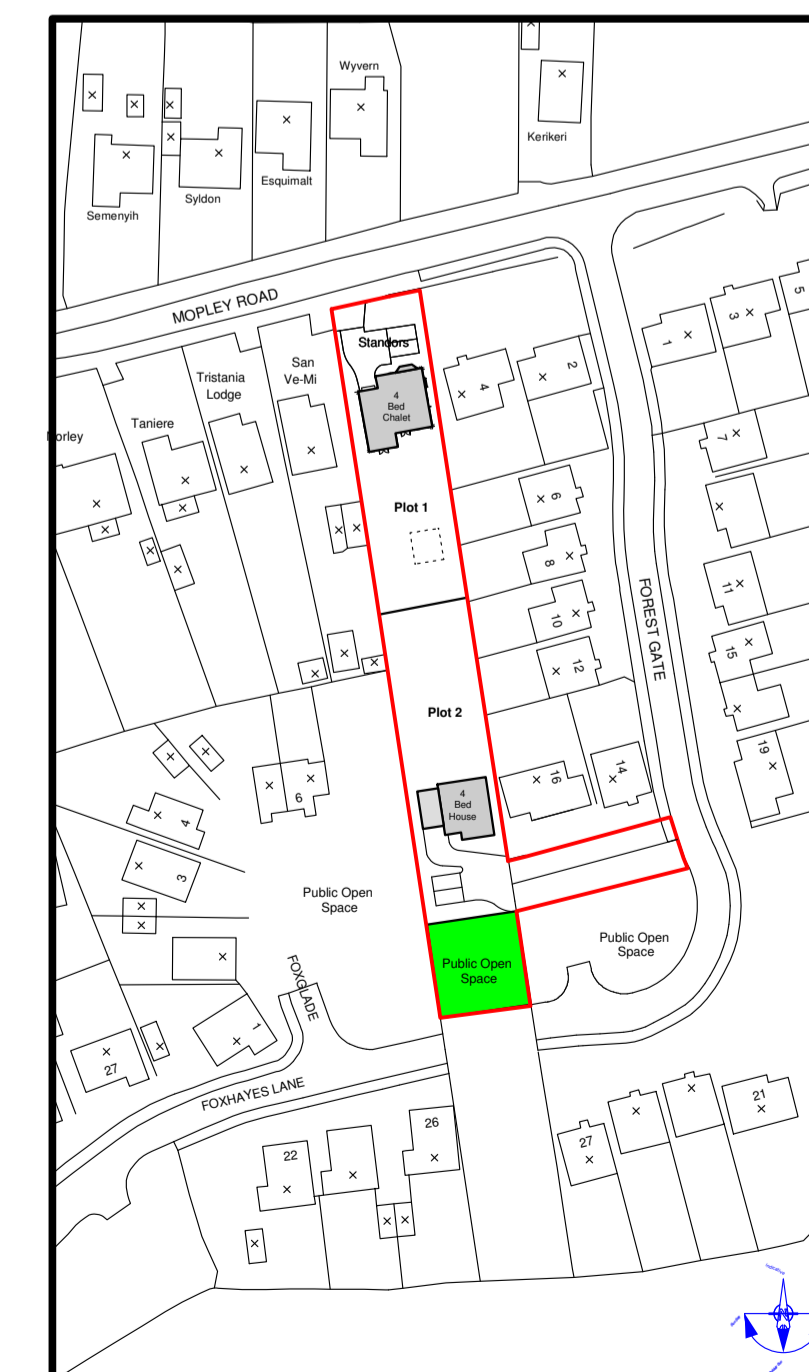 Wyvern
Kerikeri
Esquimalt
Syldon
Semenyih
MOPLEY ROAD
Standors
San
Ve-Mi
Tristania
Lodge
Taniere
4
Bed
Chalet
4
2
1
3
5
7
Plot 1
6
8
10
12
11
15
19
FOREST GATE
Plot 2
4
Bed
House
16
14
6
4
3
Public Open
Space
Public Open
Space
Public Open
Space
FOXGLADE
1
27
FOXHAYES LANE
22
26
27
21